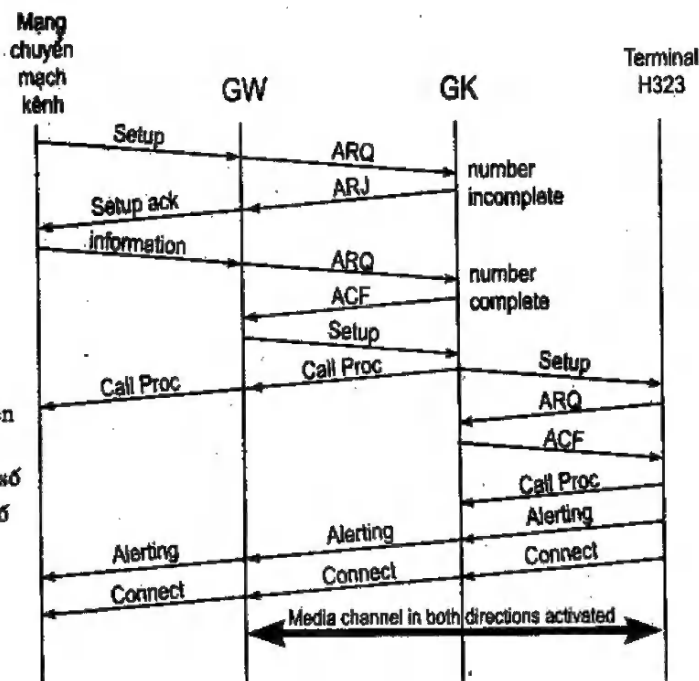 Mạng
chuyển
mạch
kênh
GW
GK
Terminal
H323
Setup
ARQ
number
incomplete
ARJ
Setup ack
information
ARQ
number
complete
ACF
Setup
Call Proc
Call Proc
Setup
ARQ
ACF
số
Call Proc
Alerting
Alerting
Alerting
Connect
Connect
Connect
Media channel in both directions activated